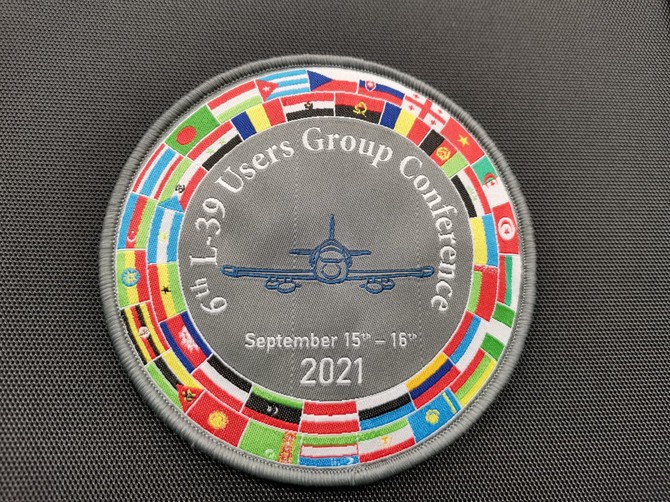 6th L-39 Users Group Conference
September 15th – 16th
2021